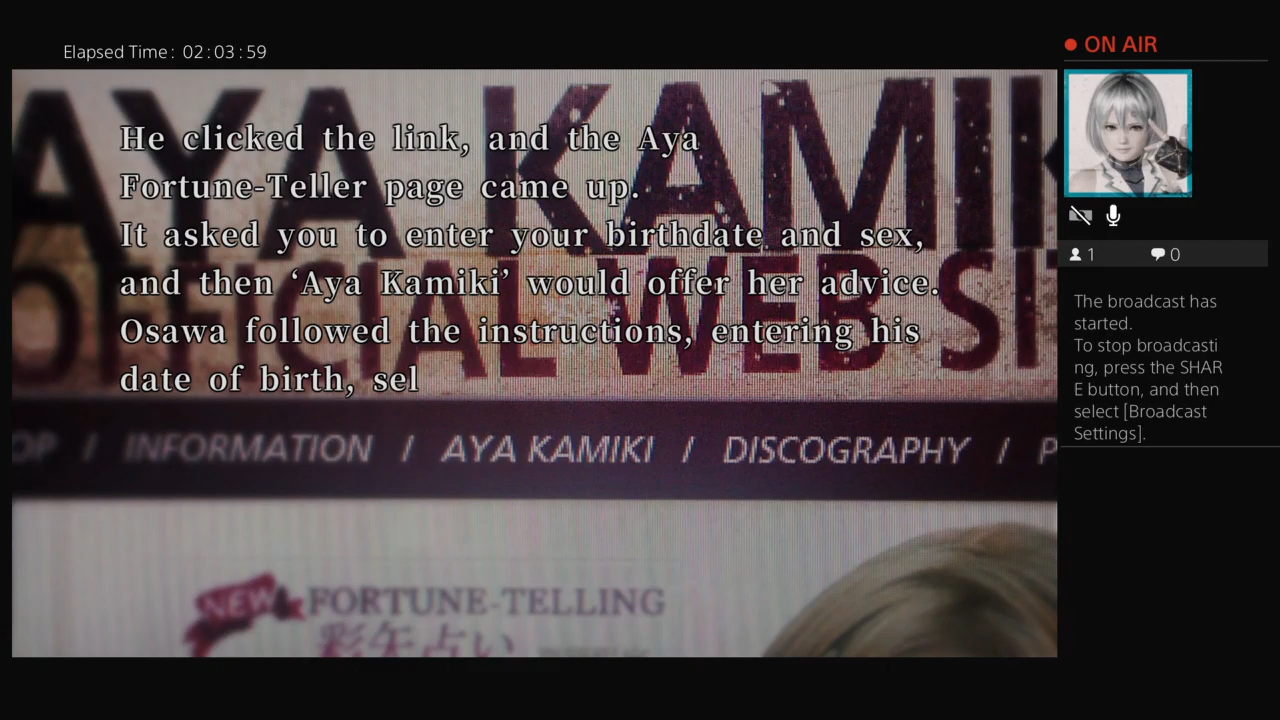 Elapsed Time: 02:03:59
ON AIR
AYA KAMIK
OFFICIAL WEB SI
He clicked the link, and the Aya
Fortune-Teller page came up.
It asked you to enter your birthdate and sex,
and then ‘Aya Kamiki’ would offer her advice.
Osawa followed the instructions, entering his
date of birth, sel
OP / INFORMATION / AYA KAMIKI / DISCOGRAPHY / P
NEW FORTUNE-TELLING
彩矢占い
1
0
The broadcast has
started.
To stop broadcasti
ng, press the SHAR
E button, and then
select [Broadcast
Settings].